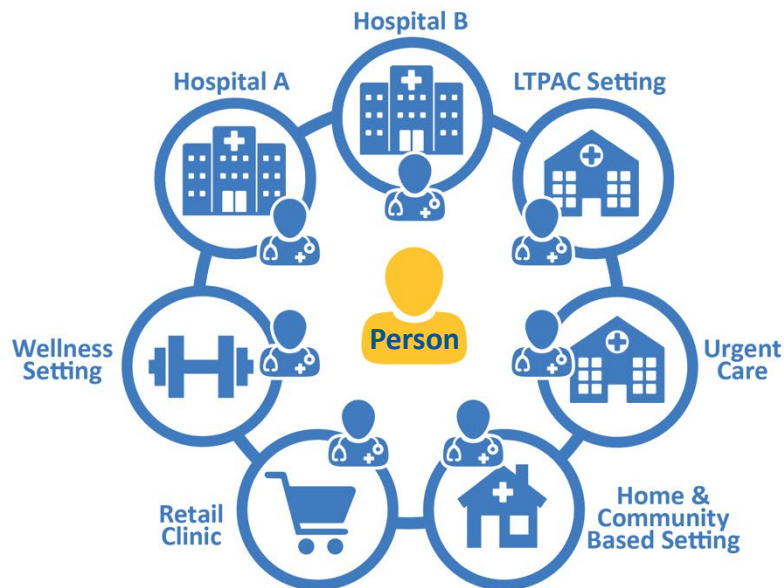 Hospital B
Hospital A
LTPAC Setting
Person
Wellness
Setting
Urgent
Care
Retail
Clinic
Home &
Community
Based Setting